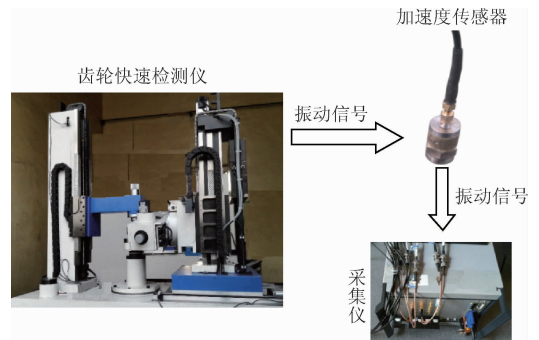 加速度传感器
齿轮快速检测仪
振动信号
振动信号
采集仪